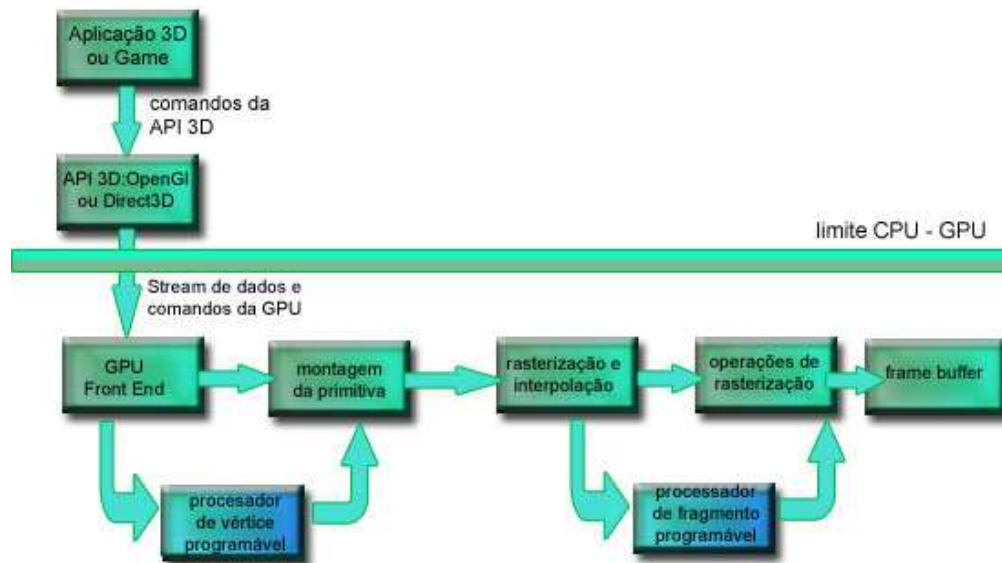 Aplicação 3D
ou Game
comandos da
API 3D
API 3D:OpenGl
ou Direct3D
limite CPU - GPU
Stream de dados e
comandos da GPU
GPU
Front End
montagem
da primitiva
rasterização e
interpolação
operações de
rasterização
frame buffer
procesador
de vértice
programável
processador
de fragmento
programável